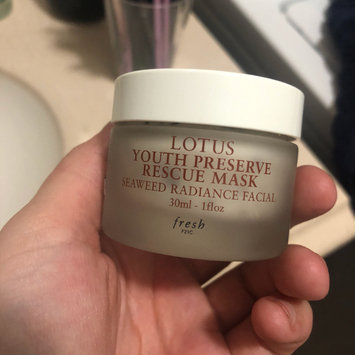 LOTUS
YOUTH PRESERVE
RESCUE MASK
SEAWEED RADIANCE FACIAL
30ml - 1floz
fresh